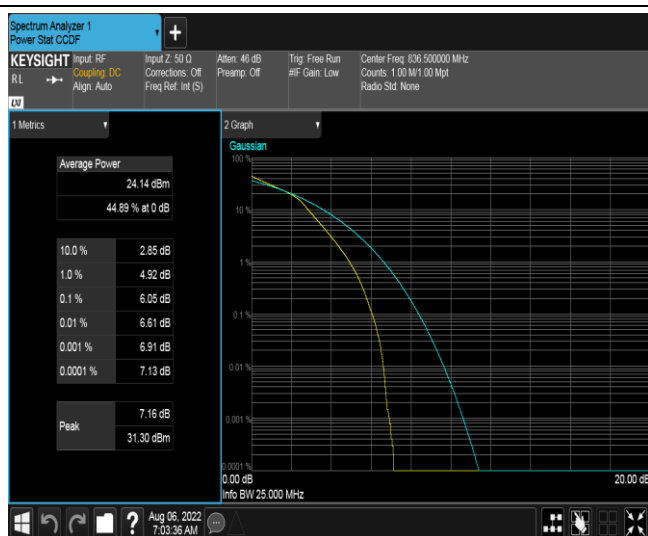 Spectrum Analyzer 1
Power Stat CCDF
KEYSIGHT
RL
LXI
Input: RF
Coupling: DC
Align: Auto
Input Z: 50 Ω
Corrections: Off
Freq Ref: Int (S)
Atten: 46 dB
Preamp: Off
Trig: Free Run
#IF Gain: Low
Center Freq: 836.500000 MHz
Counts: 1.00 M/1.00 Mpt
Radio Std: None
1 Metrics
Average Power
24.14 dBm
44.89 % at 0 dB
10.0 % 2.85 dB
1.0 % 4.92 dB
0.1 % 6.05 dB
0.01 % 6.61 dB
0.001 % 6.91 dB
0.0001 % 7.13 dB
Peak
7.16 dB
31.30 dBm
2 Graph
Gaussian
100 %
10 %
1 %
0.1 %
0.01 %
0.001 %
0.0001 %
0.00 dB 20.00 dB
Info BW 25.000 MHz
Aug 06, 2022
7:03:36 AM